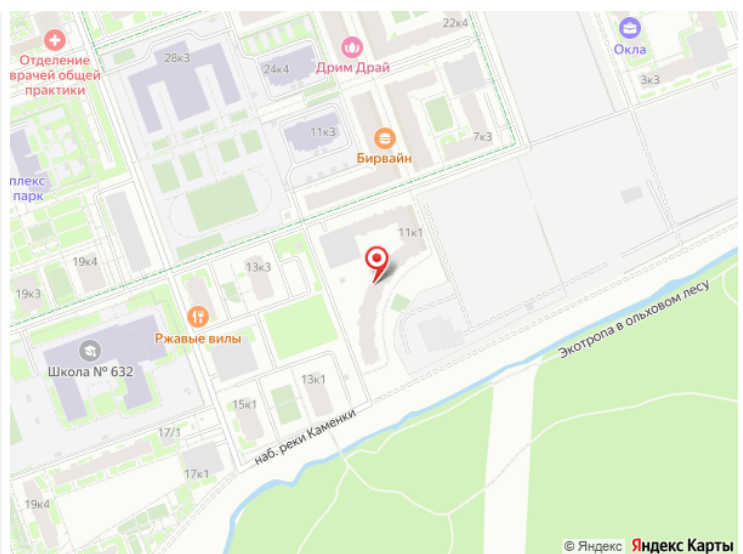 22к4
Отделение
врачей общей
практики
28к3
24к4
Дрим Драй
Окла
3к3
11к3
7к3
Бирвайн
плекс
парк
11к1
19к4
13к3
19к3
Ржавые вилы
Школа № 632
13к1
15к1
17/1
наб. реки Каменки
Экотропа в ольховом лесу
17к1
19к4
© Яндекс Яндекс Карты